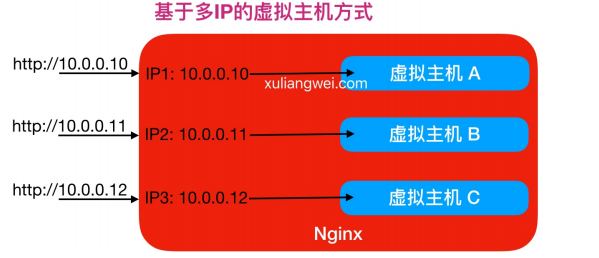 基于多IP的虚拟主机方式
http://10.0.0.10 IP1: 10.0.0.10 虚拟主机 A
xuliangwei.com
http://10.0.0.11 IP2: 10.0.0.11 虚拟主机 B
http://10.0.0.12 IP3: 10.0.0.12 虚拟主机 C
Nginx